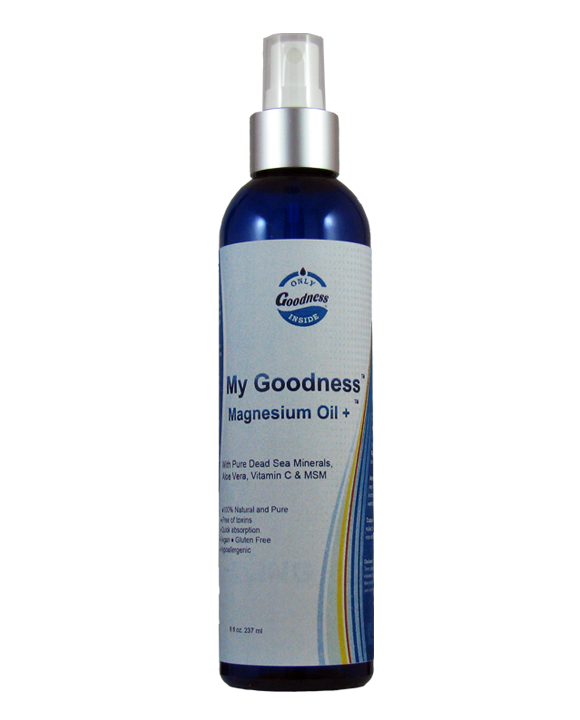 ONLY
Goodness
INSIDE
My Goodness™
Magnesium Oil +™
With Pure Dead Sea Minerals,
Aloe Vera, Vitamin C & MSM
100% Natural and Pure
Free of toxins
Quick absorption
Vegan • Gluten Free
Hypoallergenic
8 fl oz. 237 ml